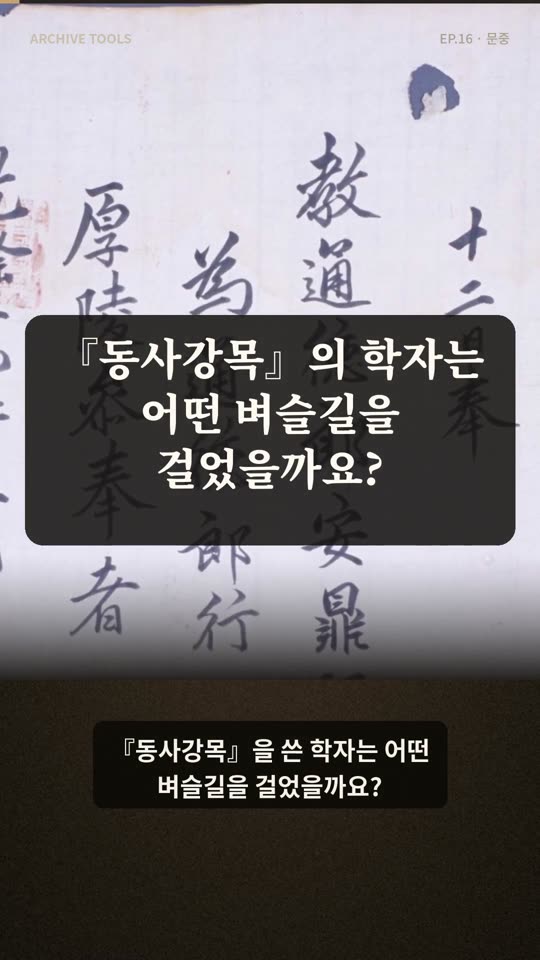 ARCHIVE TOOLS
EP.16 · 문중
十二
教通
安鼎
為
郎行
厚陵參奉者
『동사강목』의 학자는
어떤 벼슬길을
걸었을까요?
『동사강목』을 쓴 학자는 어떤
벼슬길을 걸었을까요?